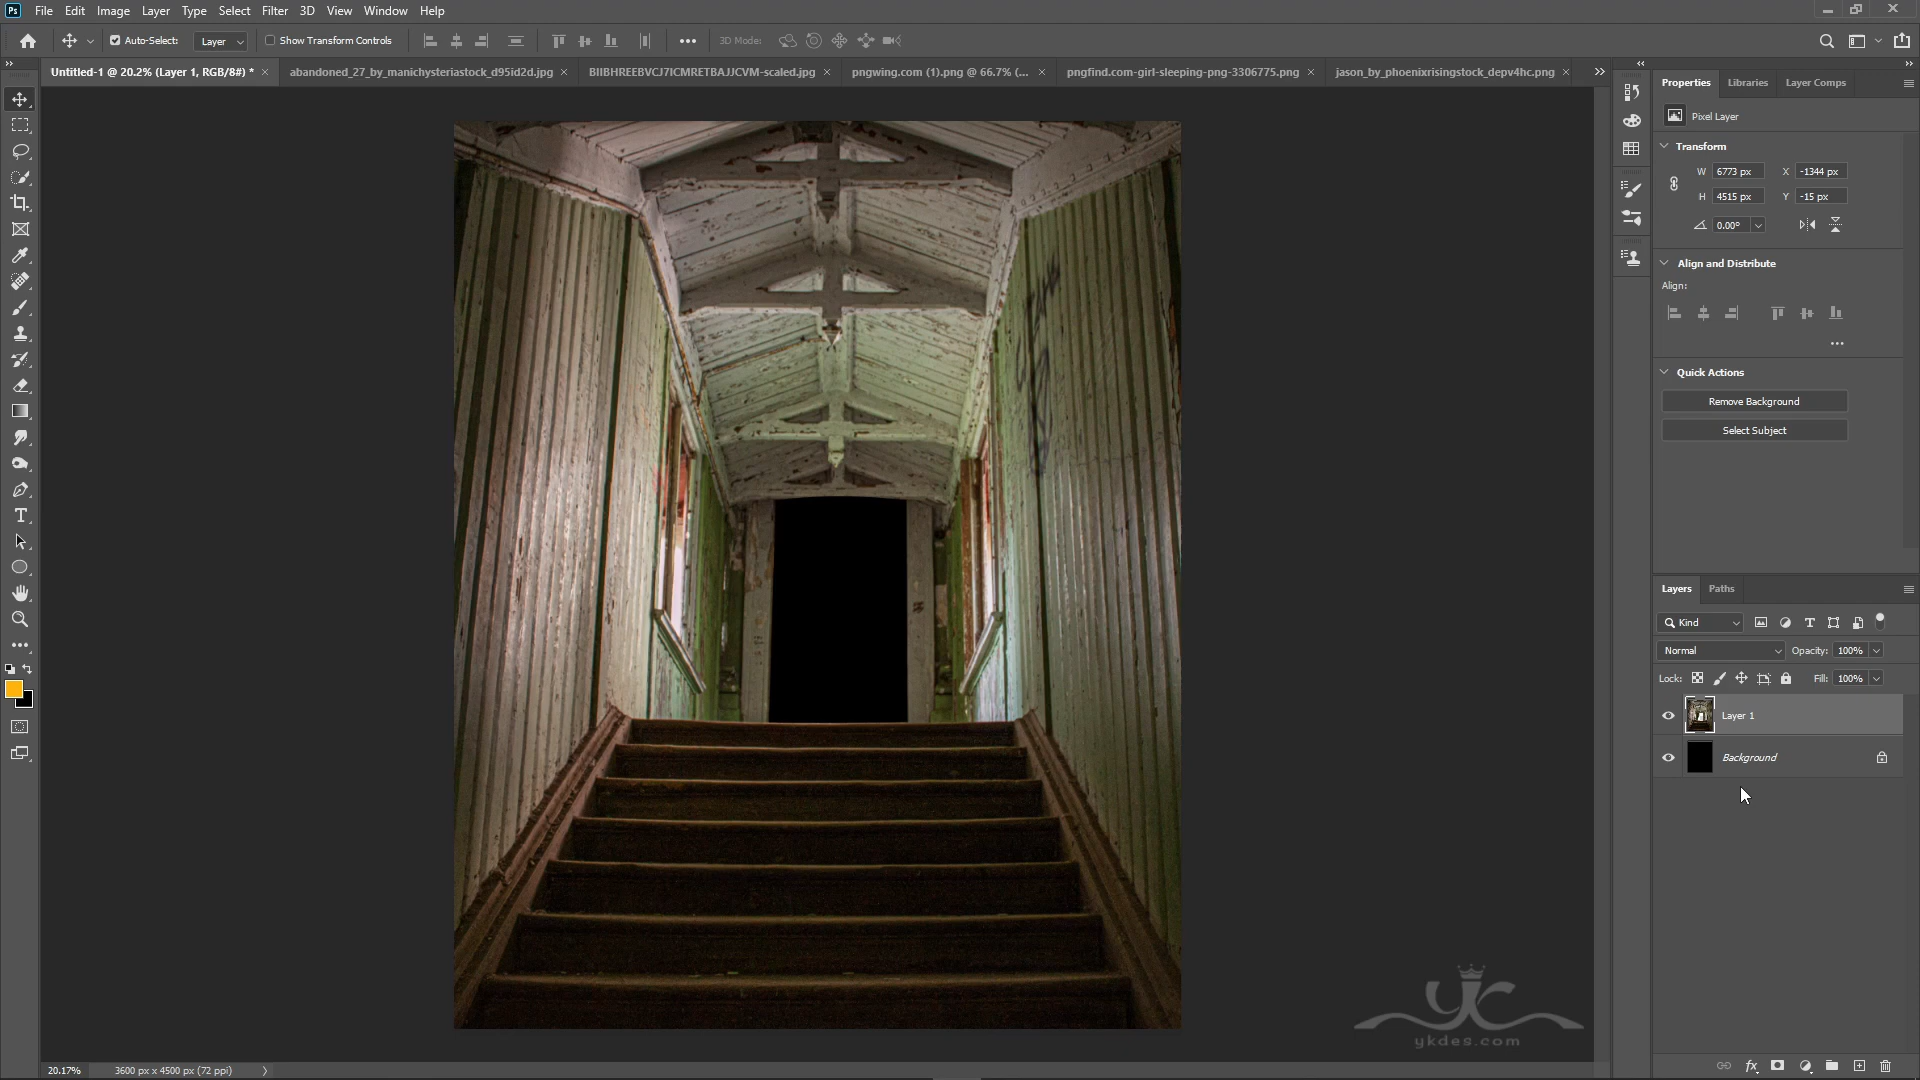 Ps File Edit Image Layer Type Select Filter 3D View Window Help
Auto-Select: Layer Show Transform Controls 3D Mode:
Untitled-1 @ 20.2% (Layer 1, RGB/8#) * × abandoned_27_by_manichysteriastock_d95id2d.jpg × BIIBHREEBVCJ7ICMRETBAJJCVM-scaled.jpg × pngwing.com (1).png @ 66.7% (... × pngfind.com-girl-sleeping-png-3306775.png × jason_by_phoenixrisingstock_depv4hc.png ×
Properties Libraries Layer Comps
Pixel Layer
Transform
W 6773 px X -1344 px
H 4515 px Y -15 px
0.00°
Align and Distribute
Align:
Quick Actions
Remove Background
Select Subject
Layers Paths
Kind
Normal Opacity: 100%
Lock: Fill: 100%
Layer 1
Background
yc
ykdes.com
20.17% 3600 px x 4500 px (72 ppi)